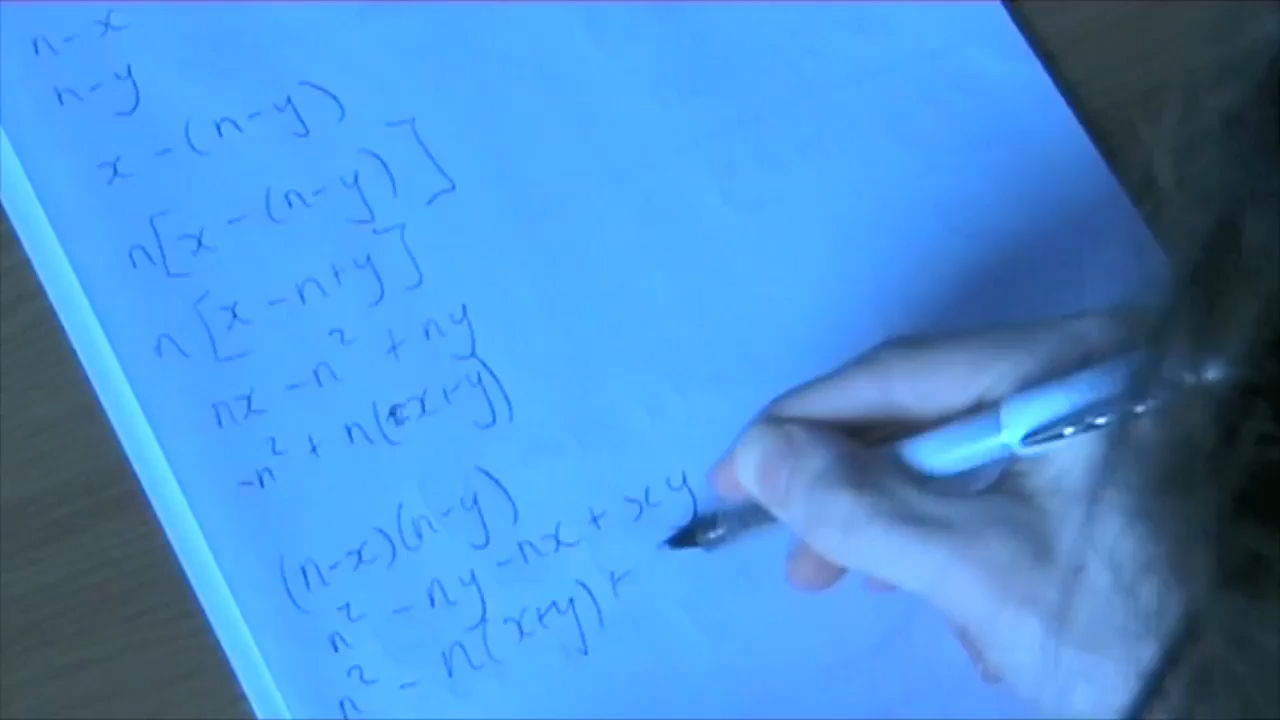 n-x
n-y
x-(n-y)
n[x-(n-y)]
n[x-n+y]
nx-n²+ny
-n²+n(x+y)
(n-x)(n-y)
n²-ny-nx+xy
n²-n(x+y)+